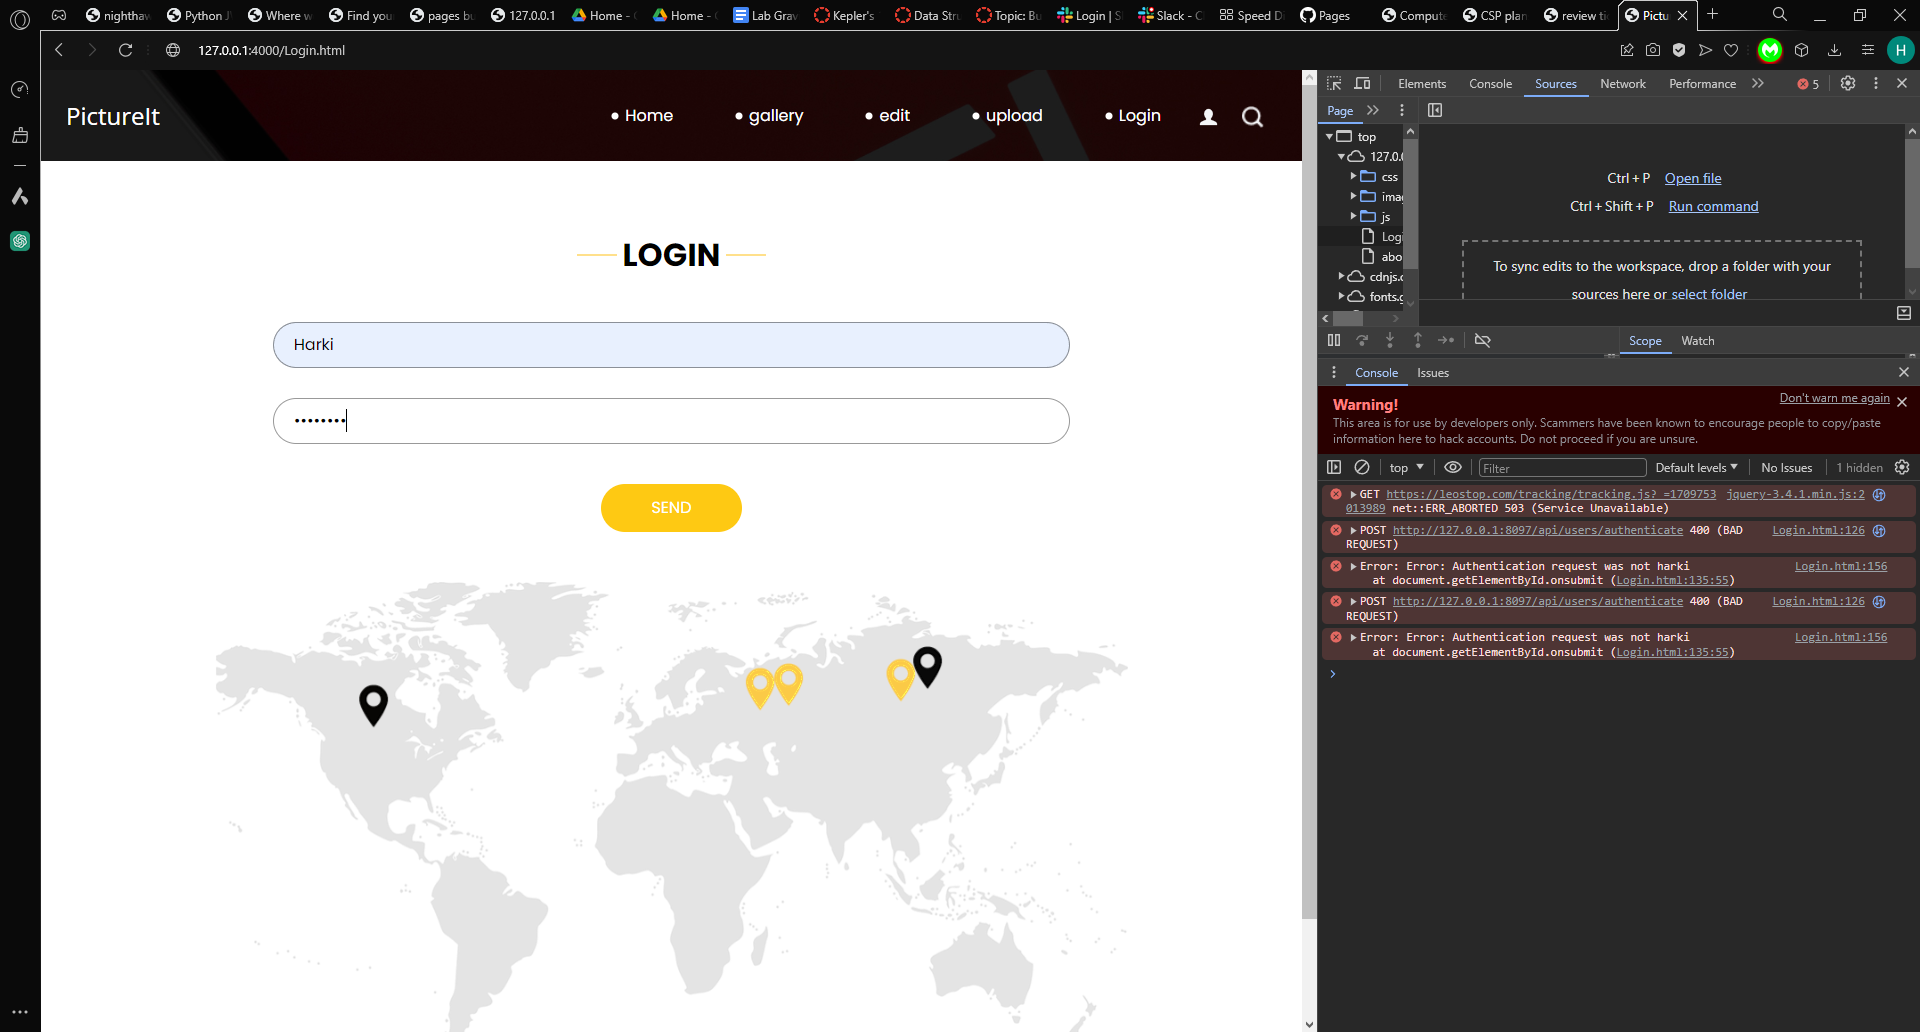 nighthaw
Python J
Where w
Find you
pages bu
127.0.0.1
Home -
Home -
Lab Grav
Kepler's
Data Stru
Topic: Bu
Login | S
Slack - C
Speed Di
Pages
Compute
CSP plan
review ti
Pictu
127.0.0.1:4000/Login.html
H
PictureIt
Home
gallery
edit
upload
Login
LOGIN
Harki
SEND
Elements Console Sources Network Performance 5
Page
top
127.0.0
css
imag
js
Logi
abo
cdnjs.c
fonts.g
Ctrl + P Open file
Ctrl + Shift + P Run command
To sync edits to the workspace, drop a folder with your
sources here or select folder
Scope Watch
Console Issues
Warning! Don't warn me again
This area is for use by developers only. Scammers have been known to encourage people to copy/paste
information here to hack accounts. Do not proceed if you are unsure.
top Filter Default levels No Issues 1 hidden
GET https://leostop.com/tracking/tracking.js?_=1709753 jquery-3.4.1.min.js:2
013989 net::ERR_ABORTED 503 (Service Unavailable)
POST http://127.0.0.1:8097/api/users/authenticate 400 (BAD Login.html:126
REQUEST)
Error: Error: Authentication request was not harki Login.html:156
at document.getElementById.onsubmit (Login.html:135:55)
POST http://127.0.0.1:8097/api/users/authenticate 400 (BAD Login.html:126
REQUEST)
Error: Error: Authentication request was not harki Login.html:156
at document.getElementById.onsubmit (Login.html:135:55)